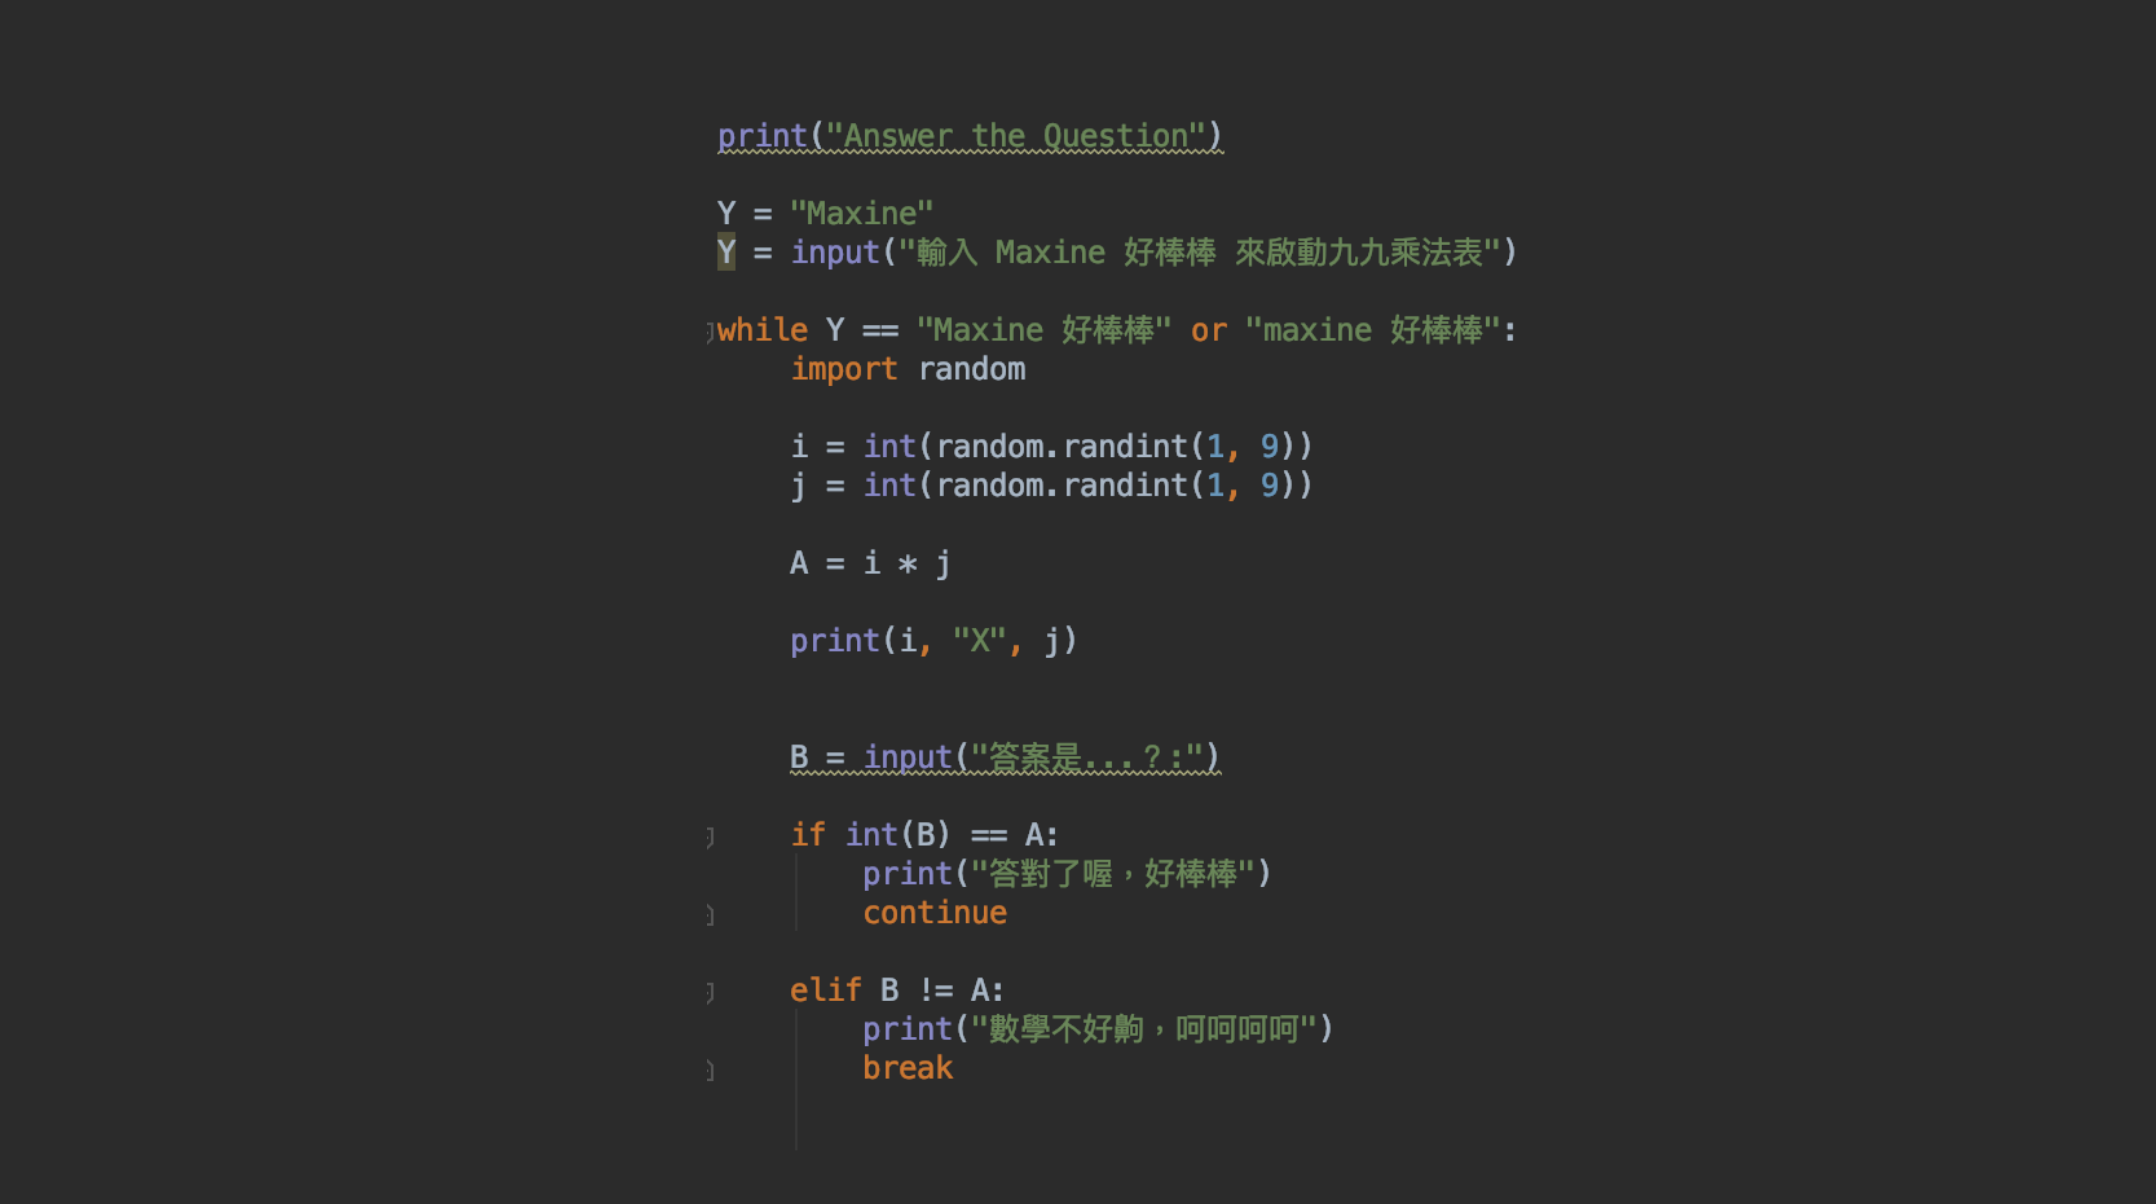 print("Answer the Question")
Y = "Maxine"
Y = input("輸入 Maxine 好棒棒 來啟動九九乘法表")
while Y == "Maxine 好棒棒" or "maxine 好棒棒":
import random
i = int(random.randint(1, 9))
j = int(random.randint(1, 9))
A = i * j
print(i, "X", j)
B = input("答案是...？:")
if int(B) == A:
print("答對了喔，好棒棒")
continue
elif B != A:
print("數學不好齁，呵呵呵呵")
break